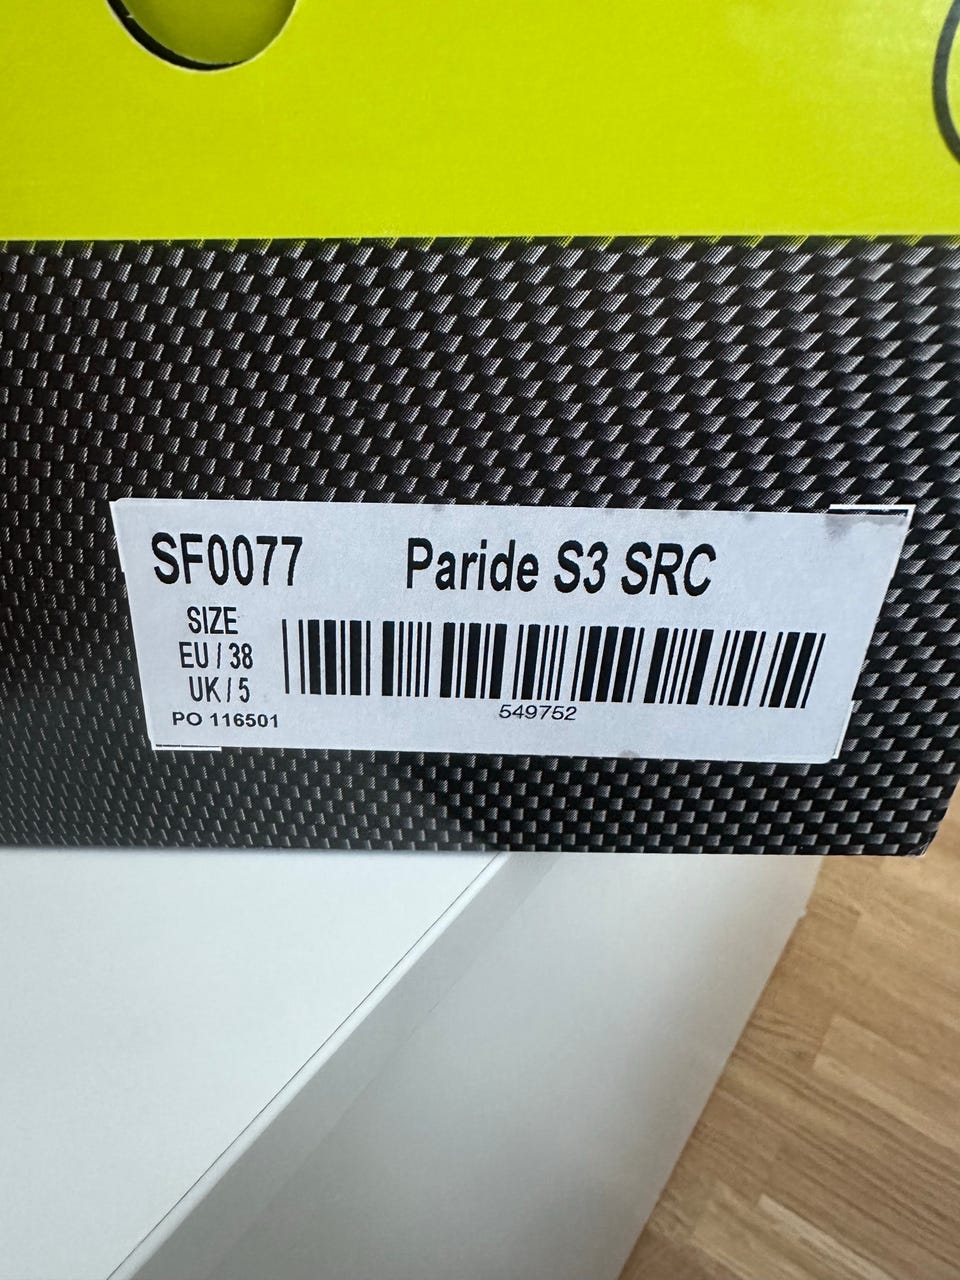 SF0077 Paride S3 SRC
SIZE
EU / 38
UK / 5
PO 116501
549752